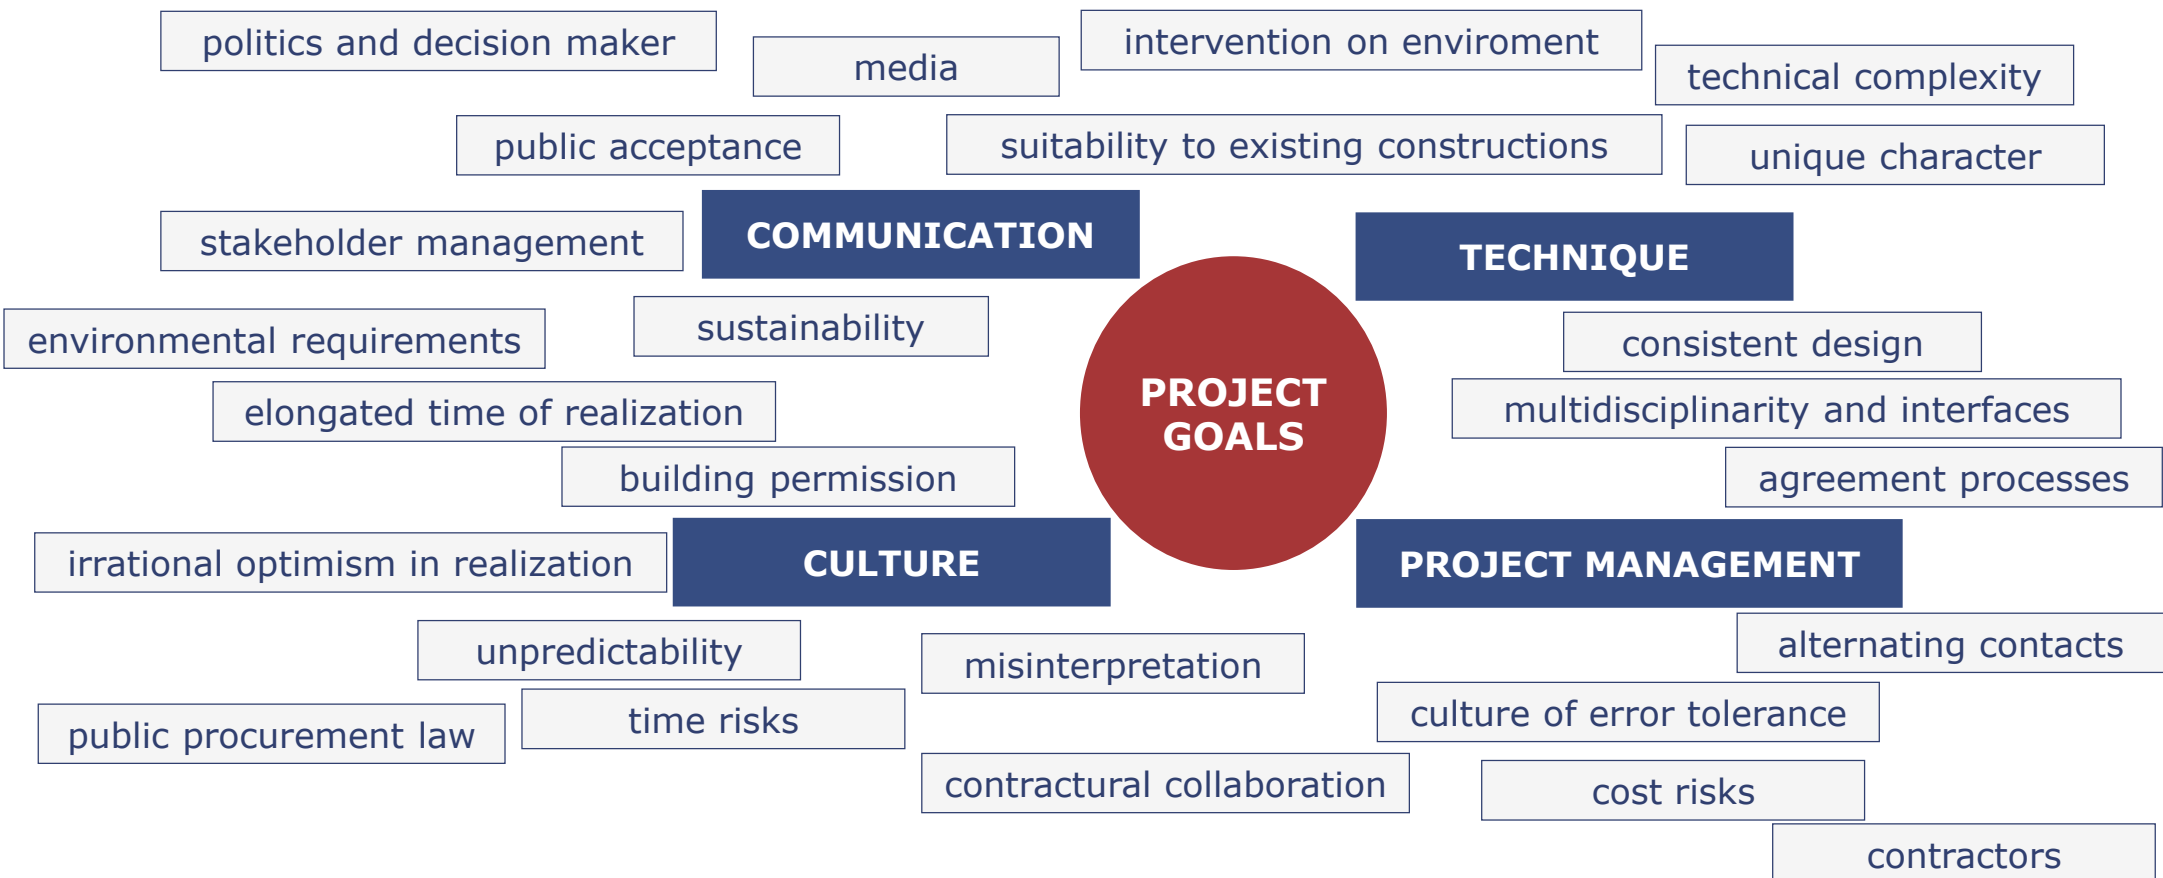 politics and decision maker
media
intervention on enviroment
technical complexity
public acceptance
suitability to existing constructions
unique character
stakeholder management
COMMUNICATION
TECHNIQUE
environmental requirements
sustainability
consistent design
elongated time of realization
PROJECT
GOALS
multidisciplinarity and interfaces
building permission
agreement processes
irrational optimism in realization
CULTURE
PROJECT MANAGEMENT
unpredictability
misinterpretation
alternating contacts
public procurement law
time risks
culture of error tolerance
contractural collaboration
cost risks
contractors